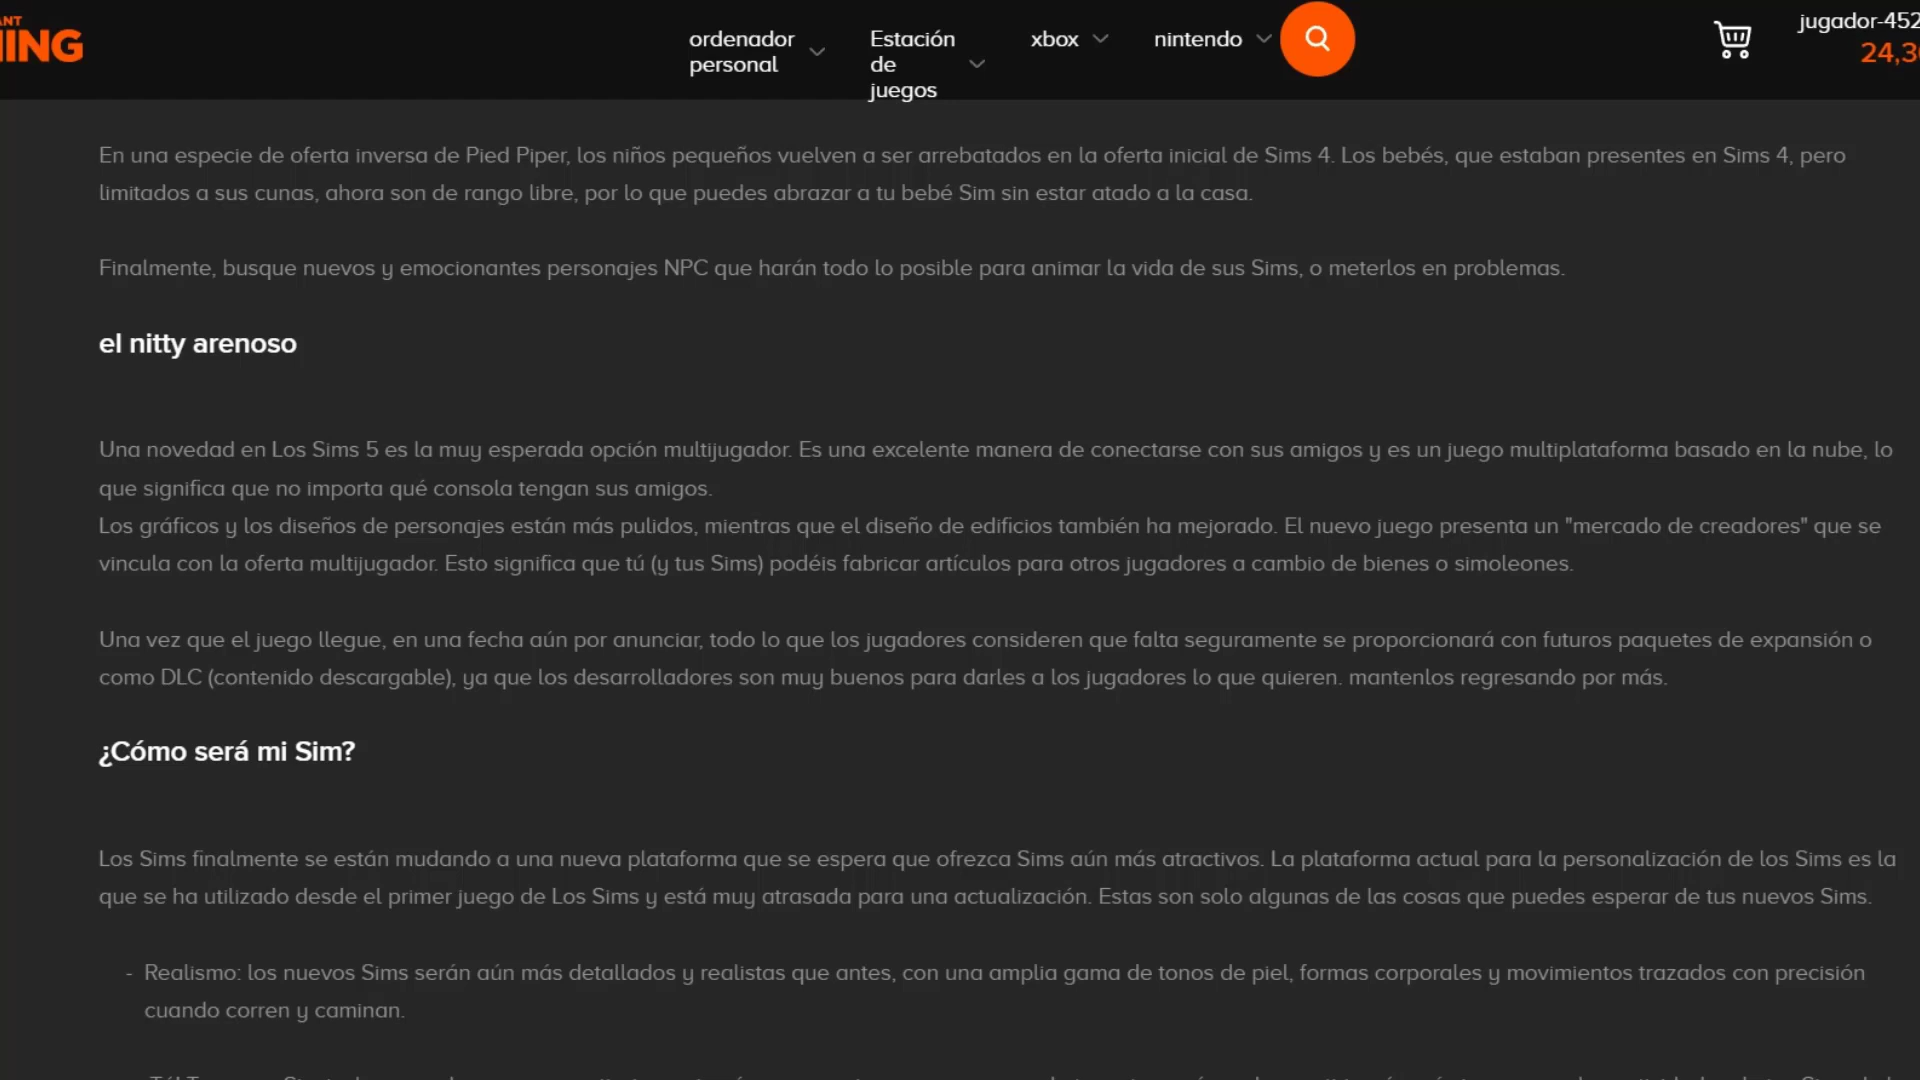 ANT
ING
ordenador
personal
Estación
de
juegos
xbox
nintendo
jugador-452
24,3
En una especie de oferta inversa de Pied Piper, los niños pequeños vuelven a ser arrebatados en la oferta inicial de Sims 4. Los bebés, que estaban presentes en Sims 4, pero
limitados a sus cunas, ahora son de rango libre, por lo que puedes abrazar a tu bebé Sim sin estar atado a la casa.
Finalmente, busque nuevos y emocionantes personajes NPC que harán todo lo posible para animar la vida de sus Sims, o meterlos en problemas.
el nitty arenoso
Una novedad en Los Sims 5 es la muy esperada opción multijugador. Es una excelente manera de conectarse con sus amigos y es un juego multiplataforma basado en la nube, lo
que significa que no importa qué consola tengan sus amigos.
Los gráficos y los diseños de personajes están más pulidos, mientras que el diseño de edificios también ha mejorado. El nuevo juego presenta un "mercado de creadores" que se
vincula con la oferta multijugador. Esto significa que tú (y tus Sims) podéis fabricar artículos para otros jugadores a cambio de bienes o simoleones.
Una vez que el juego llegue, en una fecha aún por anunciar, todo lo que los jugadores consideren que falta seguramente se proporcionará con futuros paquetes de expansión o
como DLC (contenido descargable), ya que los desarrolladores son muy buenos para darles a los jugadores lo que quieren. mantenlos regresando por más.
¿Cómo será mi Sim?
Los Sims finalmente se están mudando a una nueva plataforma que se espera que ofrezca Sims aún más atractivos. La plataforma actual para la personalización de los Sims es la
que se ha utilizado desde el primer juego de Los Sims y está muy atrasada para una actualización. Estas son solo algunas de las cosas que puedes esperar de tus nuevos Sims.
- Realismo: los nuevos Sims serán aún más detallados y realistas que antes, con una amplia gama de tonos de piel, formas corporales y movimientos trazados con precisión
cuando corren y caminan.